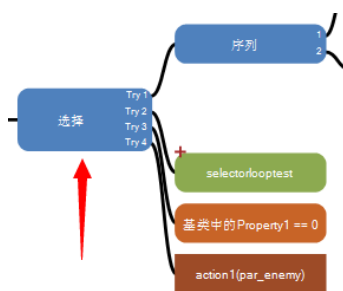 序列
1
2
选择
Try 1
Try 2
Try 3
Try 4
selectorlooptest
基类中的Property1 == 0
action1(par_enemy)